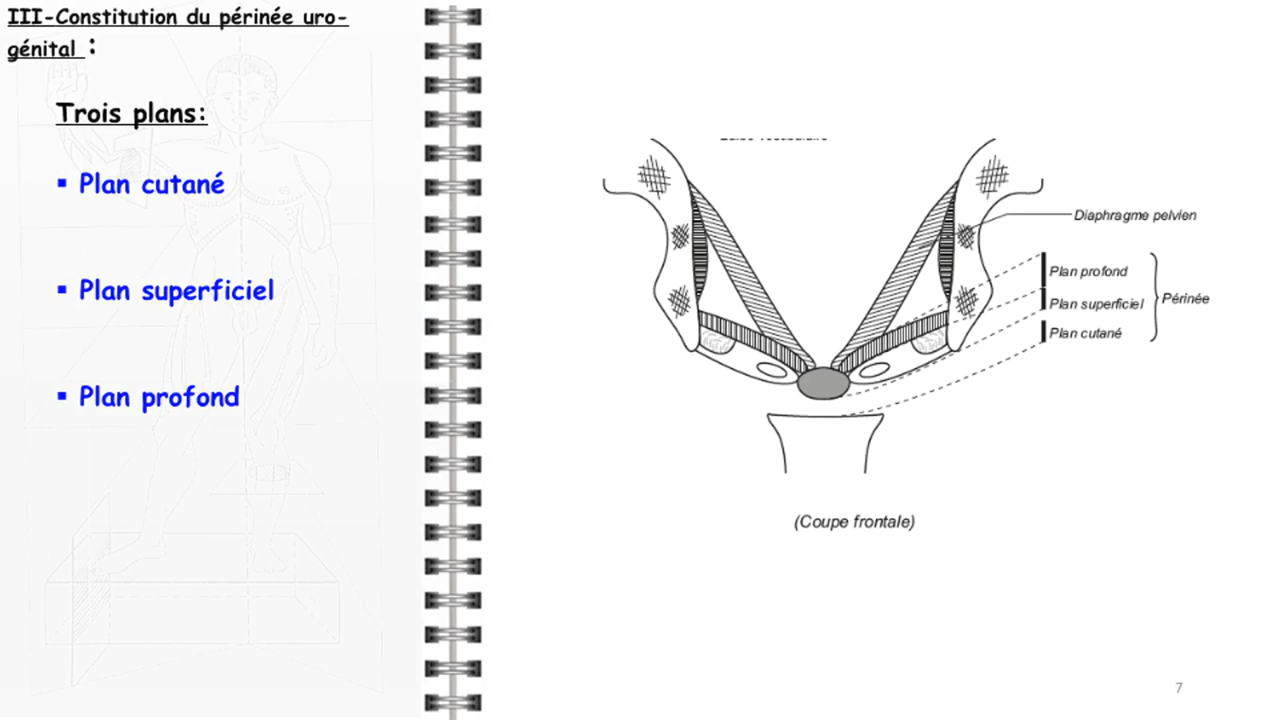 III-Constitution du périnée uro-
génital :
Trois plans:
▪ Plan cutané
▪ Plan superficiel
▪ Plan profond
Diaphragme pelvien
Plan profond
Plan superficiel
Périnée
Plan cutané
(Coupe frontale)
7